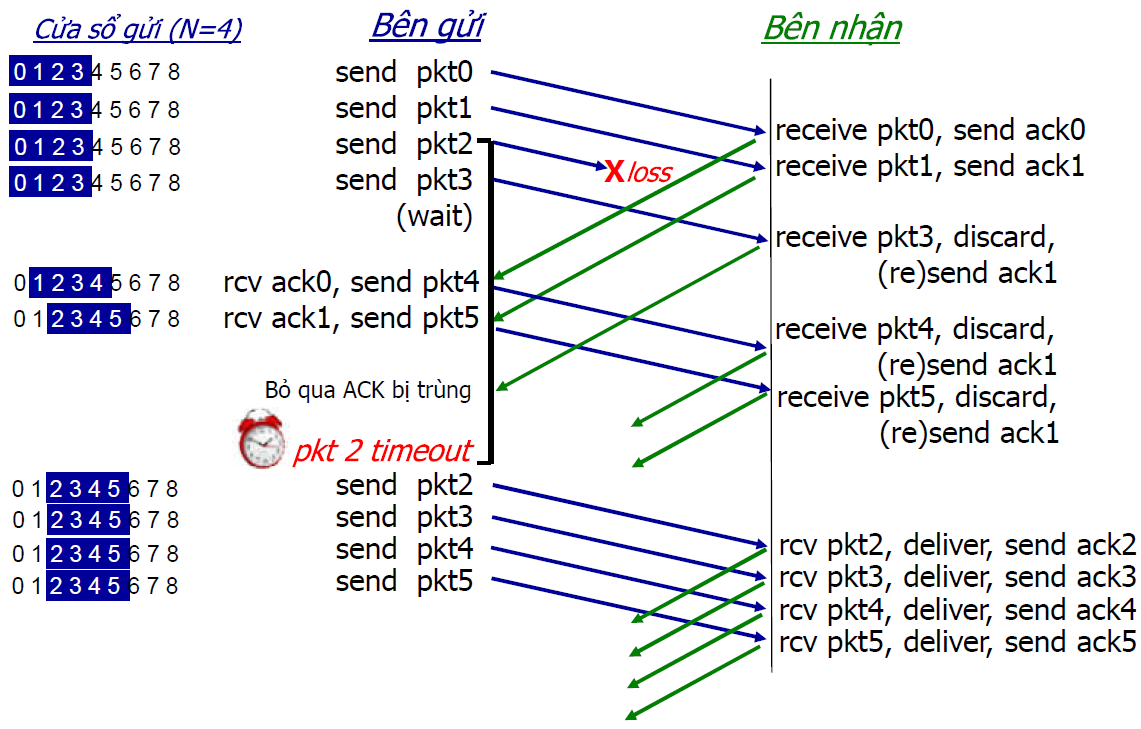 Cửa sổ gửi (N=4)
Bên gửi
Bên nhận
0 1 2 3 4 5 6 7 8
send pkt0
0 1 2 3 4 5 6 7 8
send pkt1
receive pkt0, send ack0
0 1 2 3 4 5 6 7 8
send pkt2
receive pkt1, send ack1
X loss
0 1 2 3 4 5 6 7 8
send pkt3
(wait)
receive pkt3, discard,
(re)send ack1
0 1 2 3 4 5 6 7 8
rcv ack0, send pkt4
0 1 2 3 4 5 6 7 8
rcv ack1, send pkt5
receive pkt4, discard,
(re)send ack1
Bỏ qua ACK bị trùng
receive pkt5, discard,
(re)send ack1
pkt 2 timeout
0 1 2 3 4 5 6 7 8
send pkt2
0 1 2 3 4 5 6 7 8
send pkt3
0 1 2 3 4 5 6 7 8
send pkt4
0 1 2 3 4 5 6 7 8
send pkt5
rcv pkt2, deliver, send ack2
rcv pkt3, deliver, send ack3
rcv pkt4, deliver, send ack4
rcv pkt5, deliver, send ack5